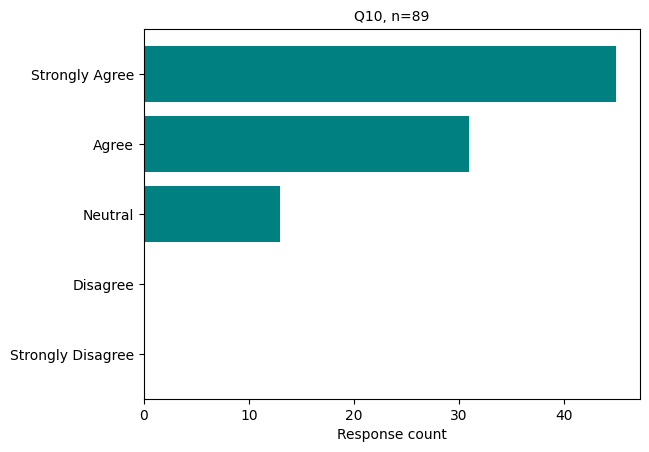 Q10, n=89
Strongly Agree
Agree
Neutral
Disagree
Strongly Disagree
0 10 20 30 40
Response count